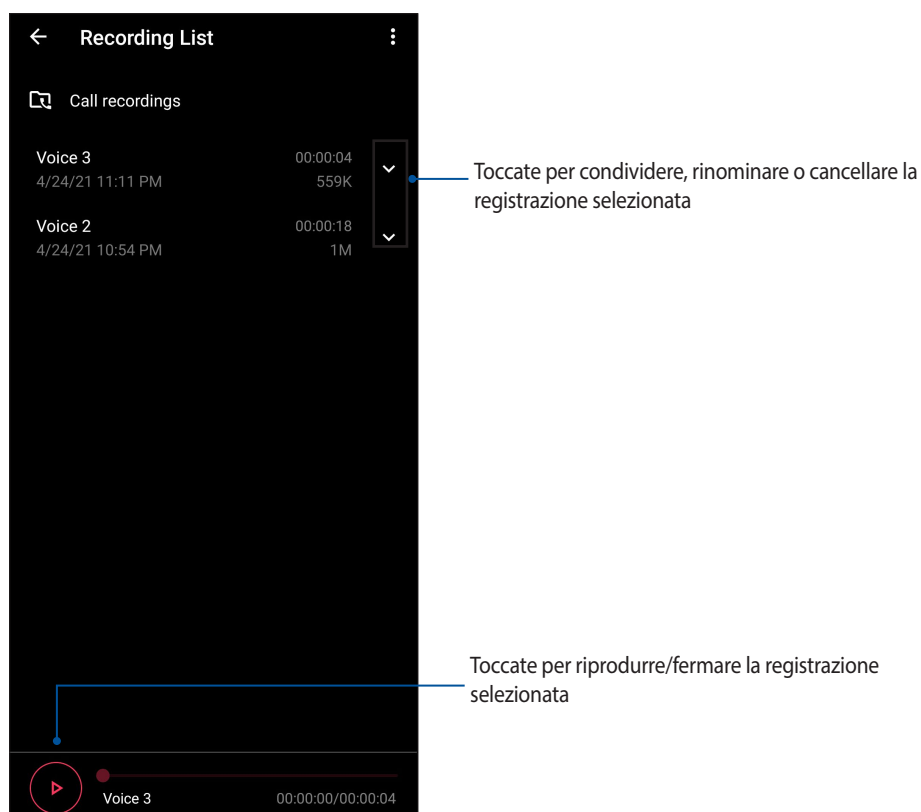 Recording List
Call recordings
Voice 3 00:00:04
4/24/21 11:11 PM 559K
Toccate per condividere, rinominare o cancellare la
registrazione selezionata
Voice 2 00:00:18
4/24/21 10:54 PM 1M
Toccate per riprodurre/fermare la registrazione
selezionata
Voice 3 00:00:00/00:00:04